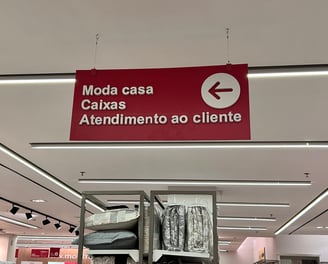 Moda casa
Caixas
Atendimento ao cliente